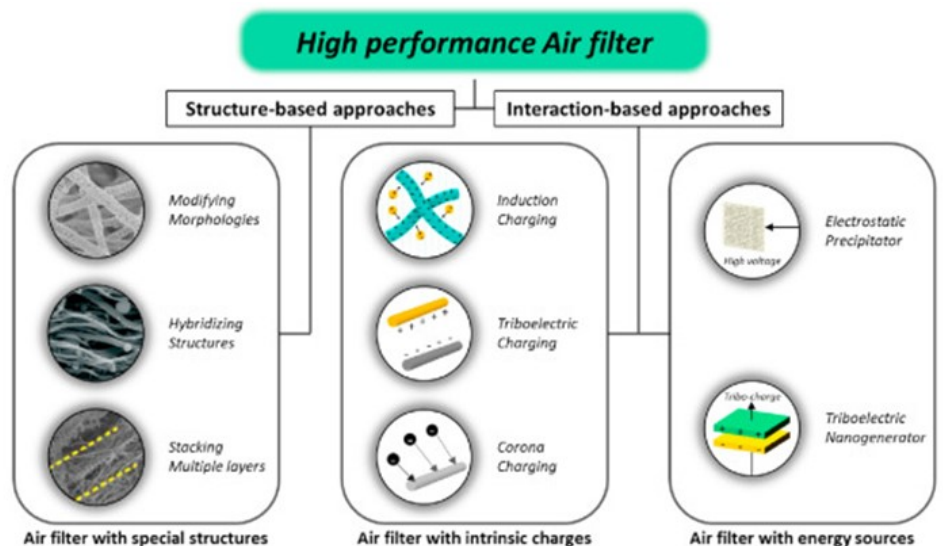 High performance Air filter
Structure-based approaches
Interaction-based approaches
Modifying
Morphologies
Hybridizing
Structures
Stacking
Multiple layers
Air filter with special structures
Induction
Charging
Triboelectric
Charging
Corona
Charging
Air filter with intrinsic charges
High voltage
Electrostatic
Precipitator
Tribo-charge
Triboelectric
Nanogenerator
Air filter with energy sources